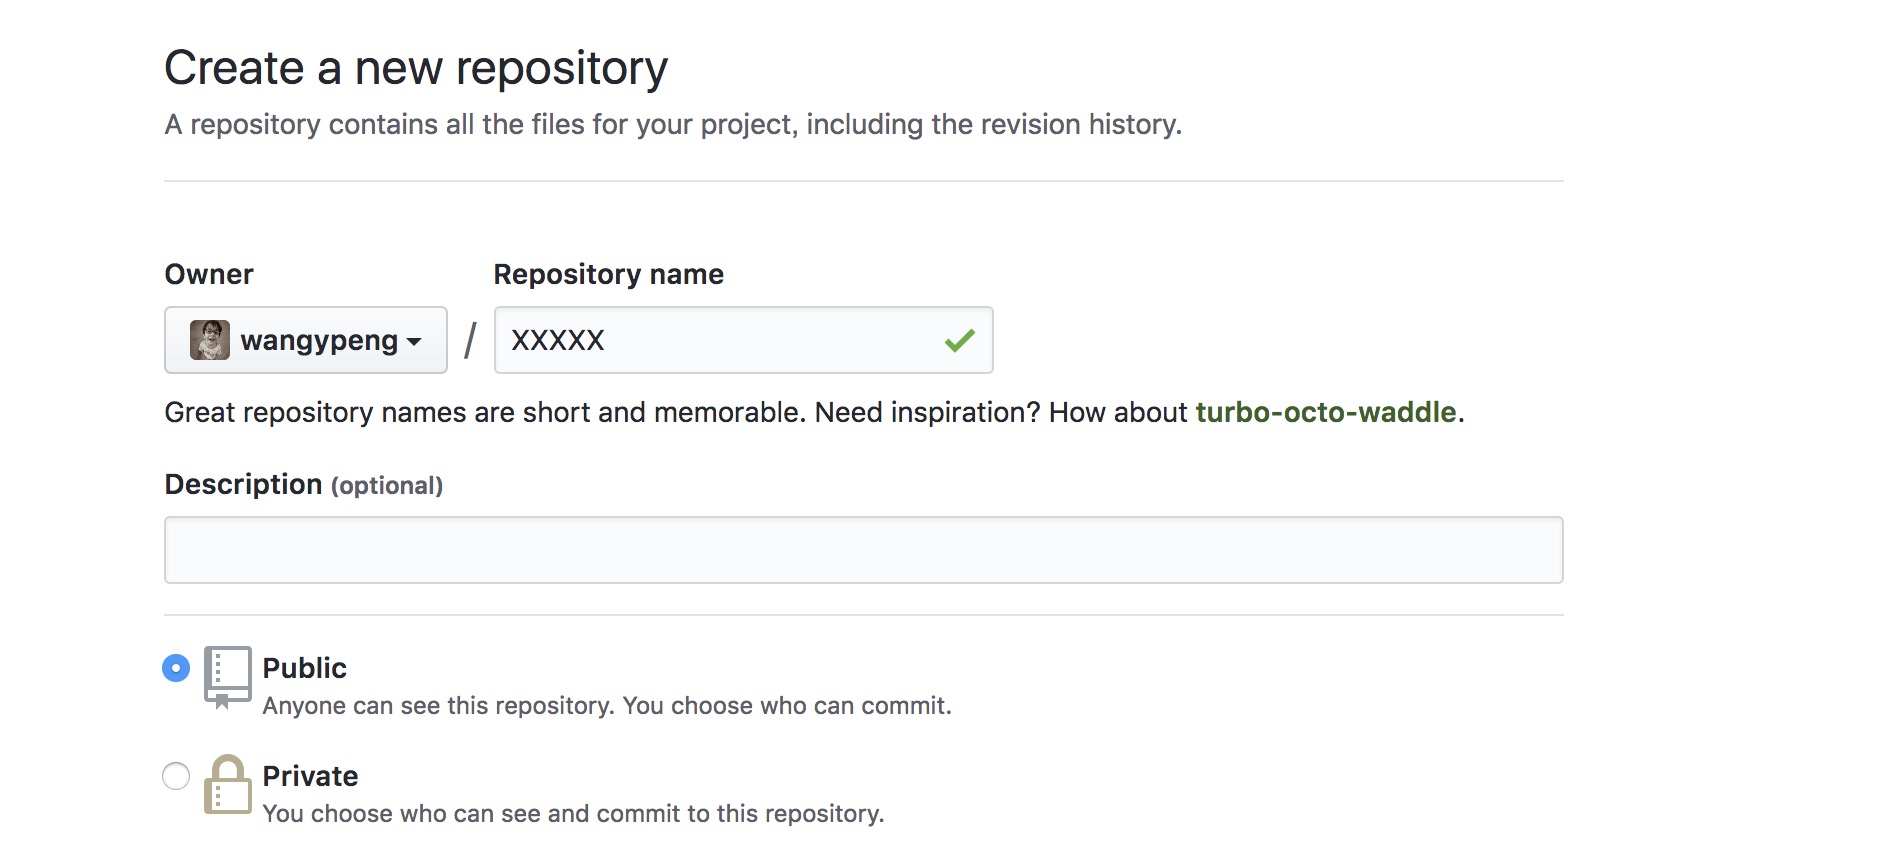 Create a new repository
A repository contains all the files for your project, including the revision history.
Owner Repository name
wangypeng / XXXXX
Great repository names are short and memorable. Need inspiration? How about turbo-octo-waddle.
Description (optional)
Public
Anyone can see this repository. You choose who can commit.
Private
You choose who can see and commit to this repository.